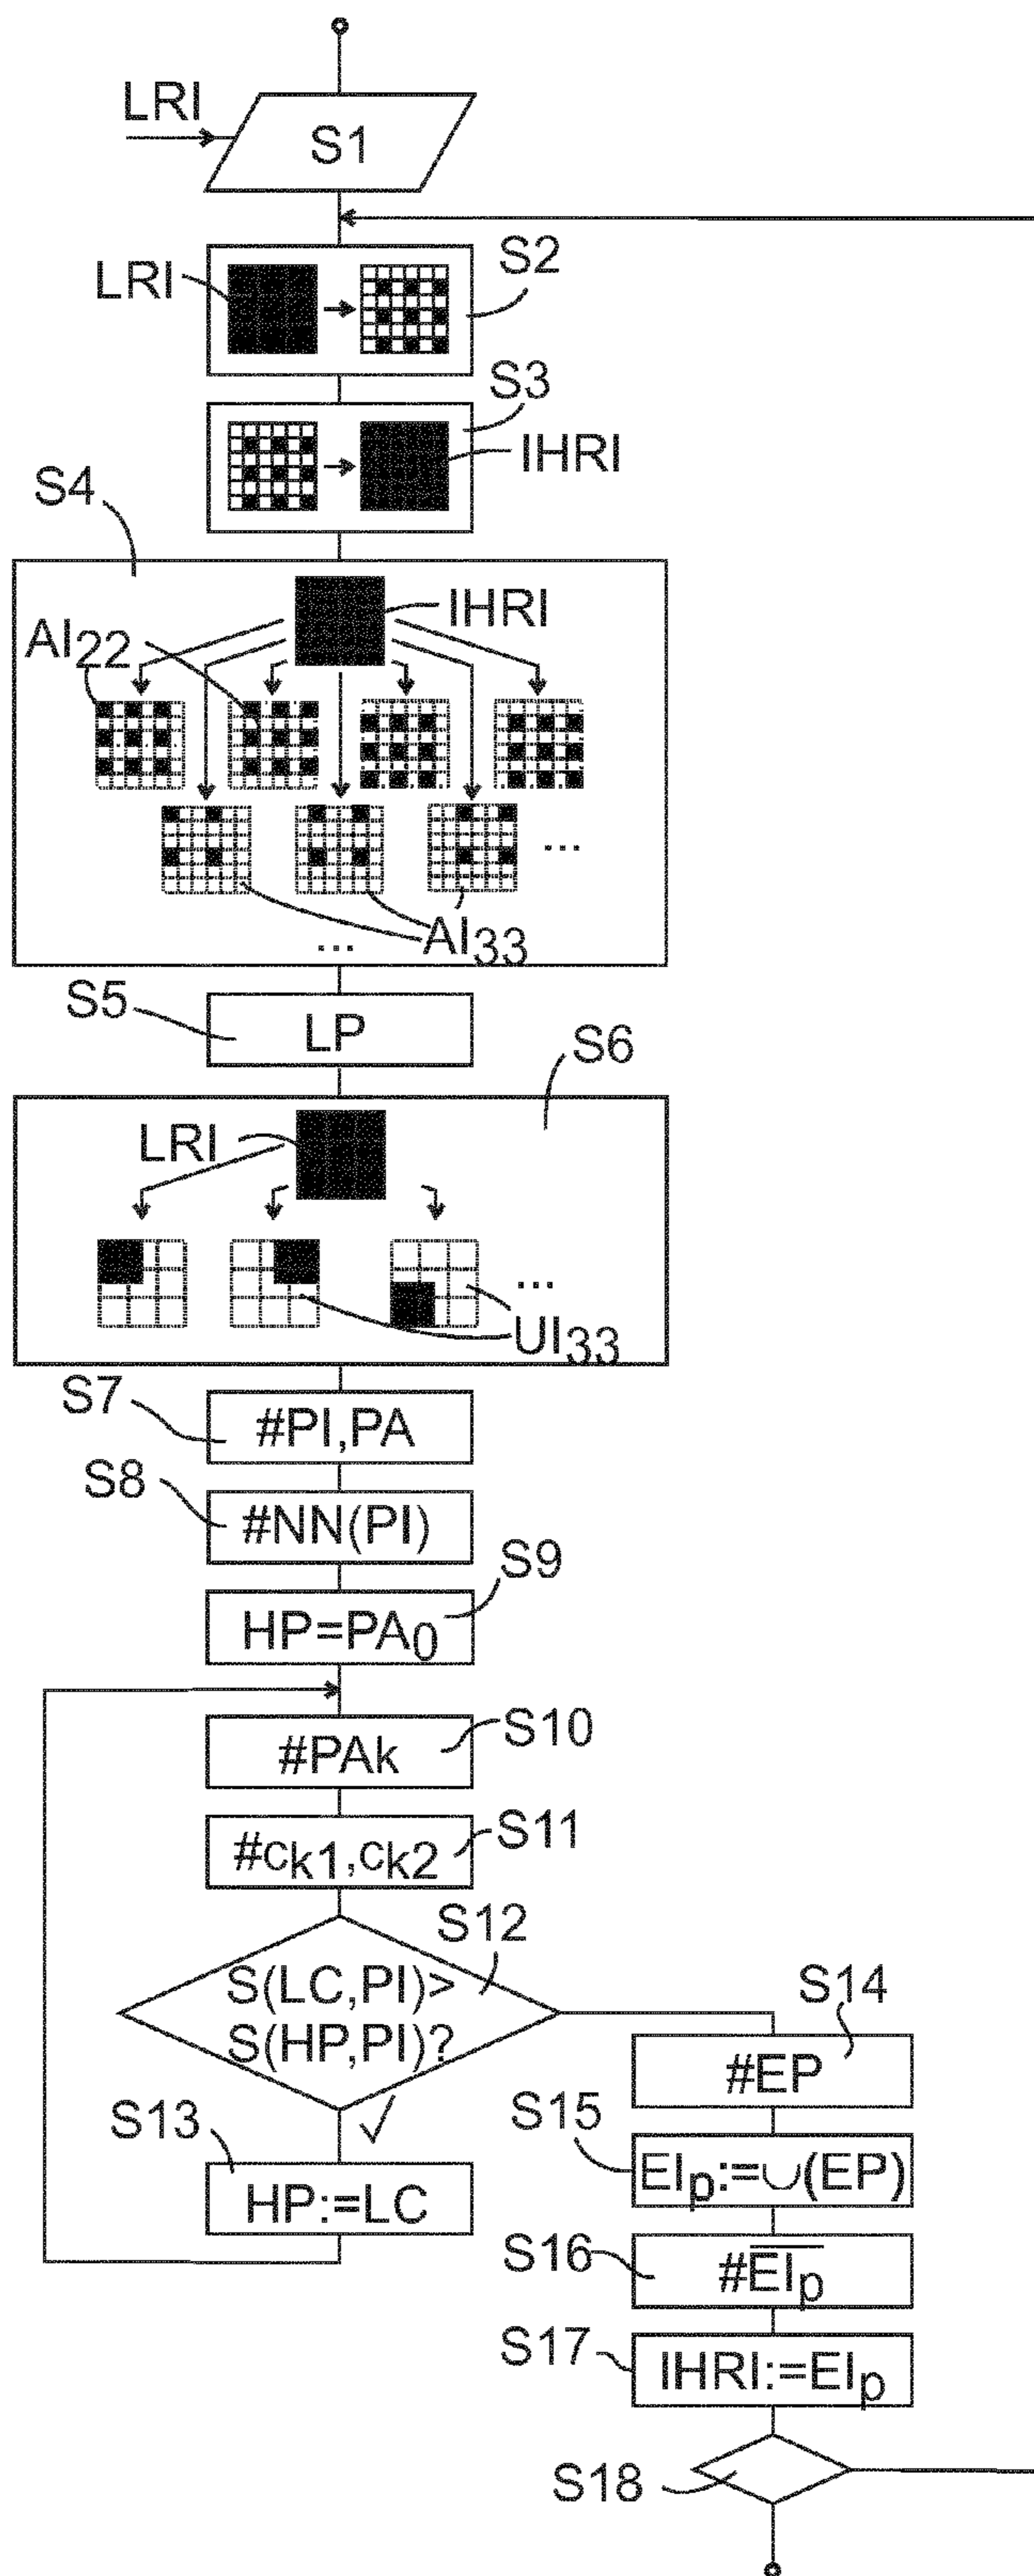 LRI
S1
S2
LRI
S3
IHRI
S4
IHRI
AI22
AI33
...
...
S5
LP
S6
LRI
...
UI33
S7
#PI,PA
S8
#NN(PI)
S9
HP=PA0
S10
#PAk
S11
#ck1,ck2
S12
S(LC,PI)>
S(HP,PI)?
✓
S13
HP:=LC
S14
#EP
S15
EIp:=∪(EP)
S16
#E̅I̅p̅
S17
IHRI:=EIp
S18